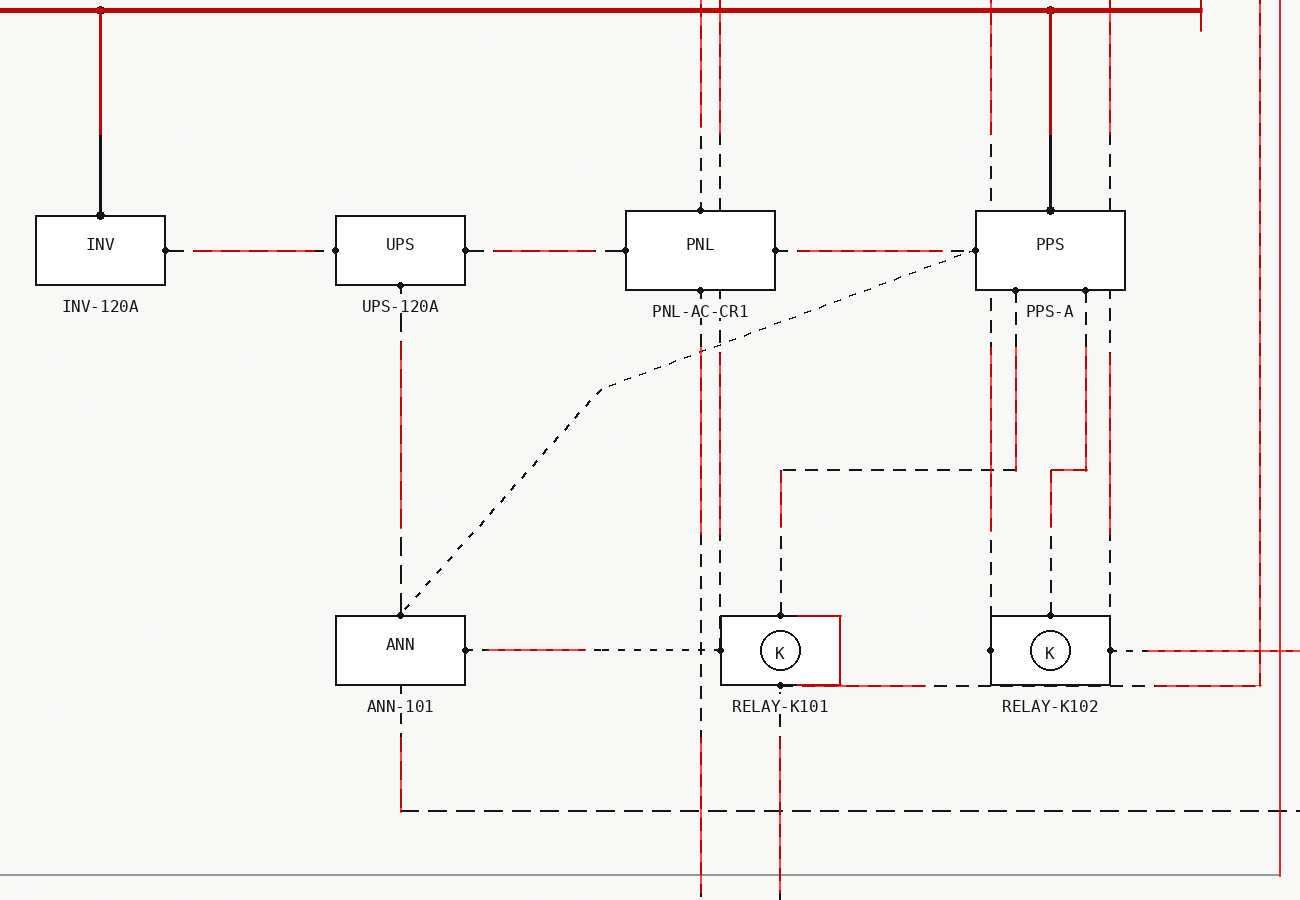 INV
UPS
PNL
PPS
INV-120A
UPS-120A
PNL-AC-CR1
PPS-A
ANN
K
K
ANN-101
RELAY-K101
RELAY-K102